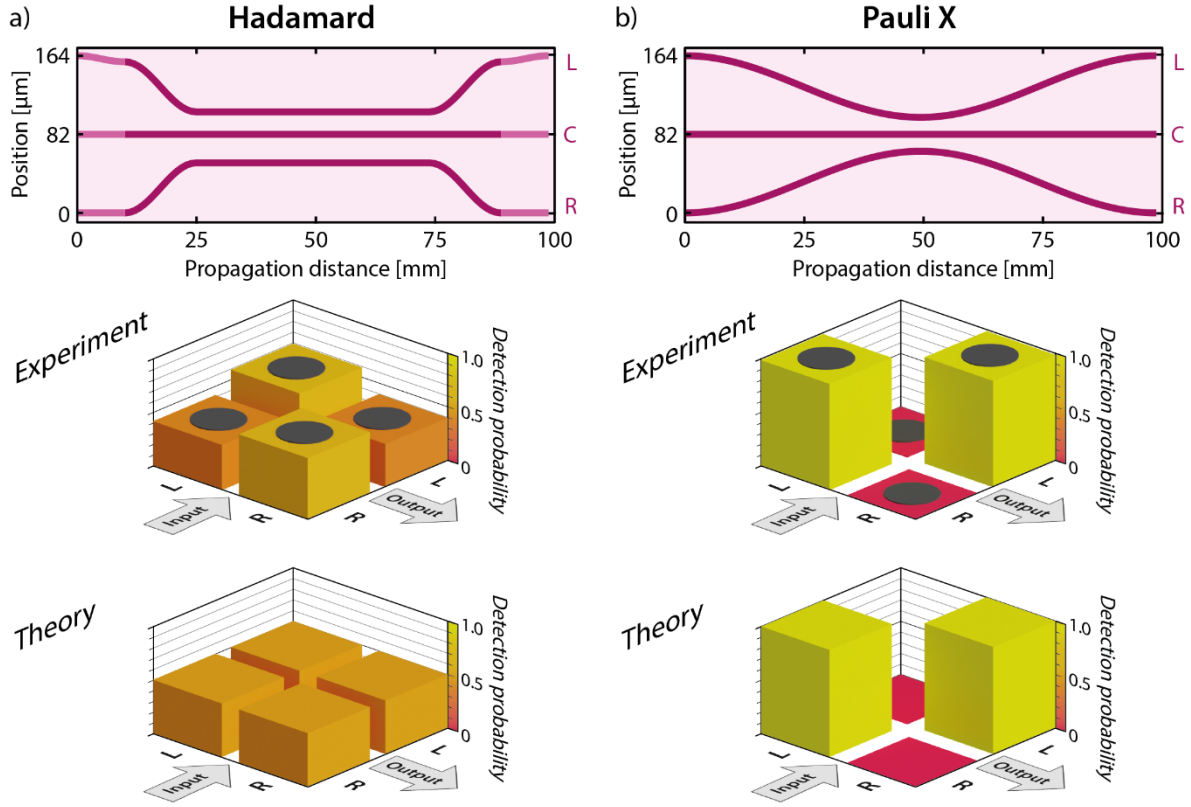 a)
Hadamard
Position [µm]
164
82
0
L
C
R
0
25
50
75
100
Propagation distance [mm]
Experiment
Detection probability
1.0
0.5
0
L
R
Input
R
L
Output
Theory
Detection probability
1.0
0.5
0
L
R
Input
R
L
Output
b)
Pauli X
Position [µm]
164
82
0
L
C
R
0
25
50
75
100
Propagation distance [mm]
Experiment
Detection probability
1.0
0.5
0
L
R
Input
R
L
Output
Theory
Detection probability
1.0
0.5
0
L
R
Input
R
L
Output